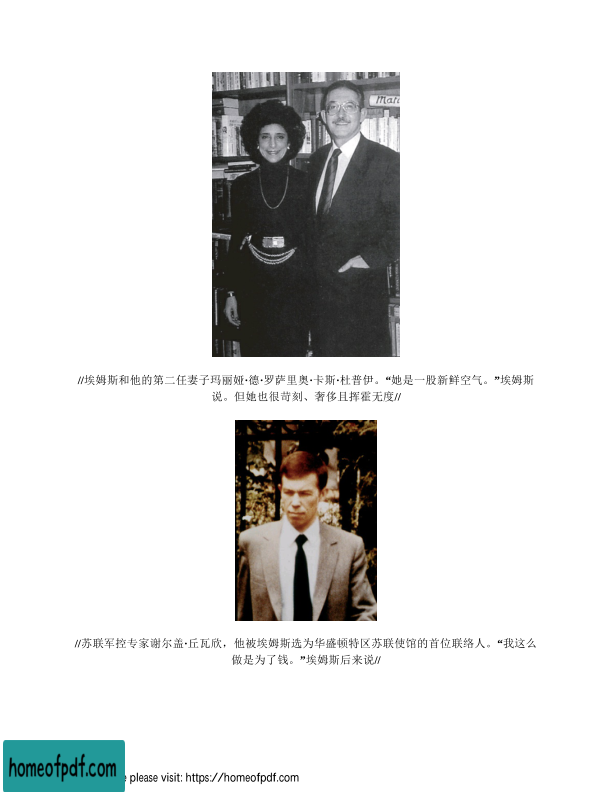 Mari
//埃姆斯和他的第二任妻子玛丽娅·德·罗萨里奥·卡斯·杜普伊。“她是一股新鲜空气。”埃姆斯
说。但她也很苛刻、奢侈且挥霍无度//
//苏联军控专家谢尔盖·丘瓦欣，他被埃姆斯选为华盛顿特区苏联使馆的首位联络人。“我这么
做是为了钱。”埃姆斯后来说//
homeofpdf.com
e please visit: https://homeofpdf.com